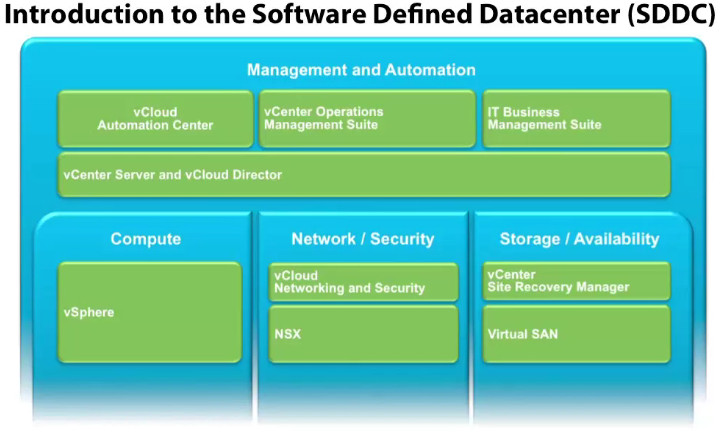 Introduction to the Software Defined Datacenter (SDDC)
Management and Automation
vCloud
Automation Center
vCenter Operations
Management Suite
IT Business
Management Suite
vCenter Server and vCloud Director
Compute
Network / Security
Storage / Availability
vSphere
vCloud
Networking and Security
vCenter
Site Recovery Manager
NSX
Virtual SAN